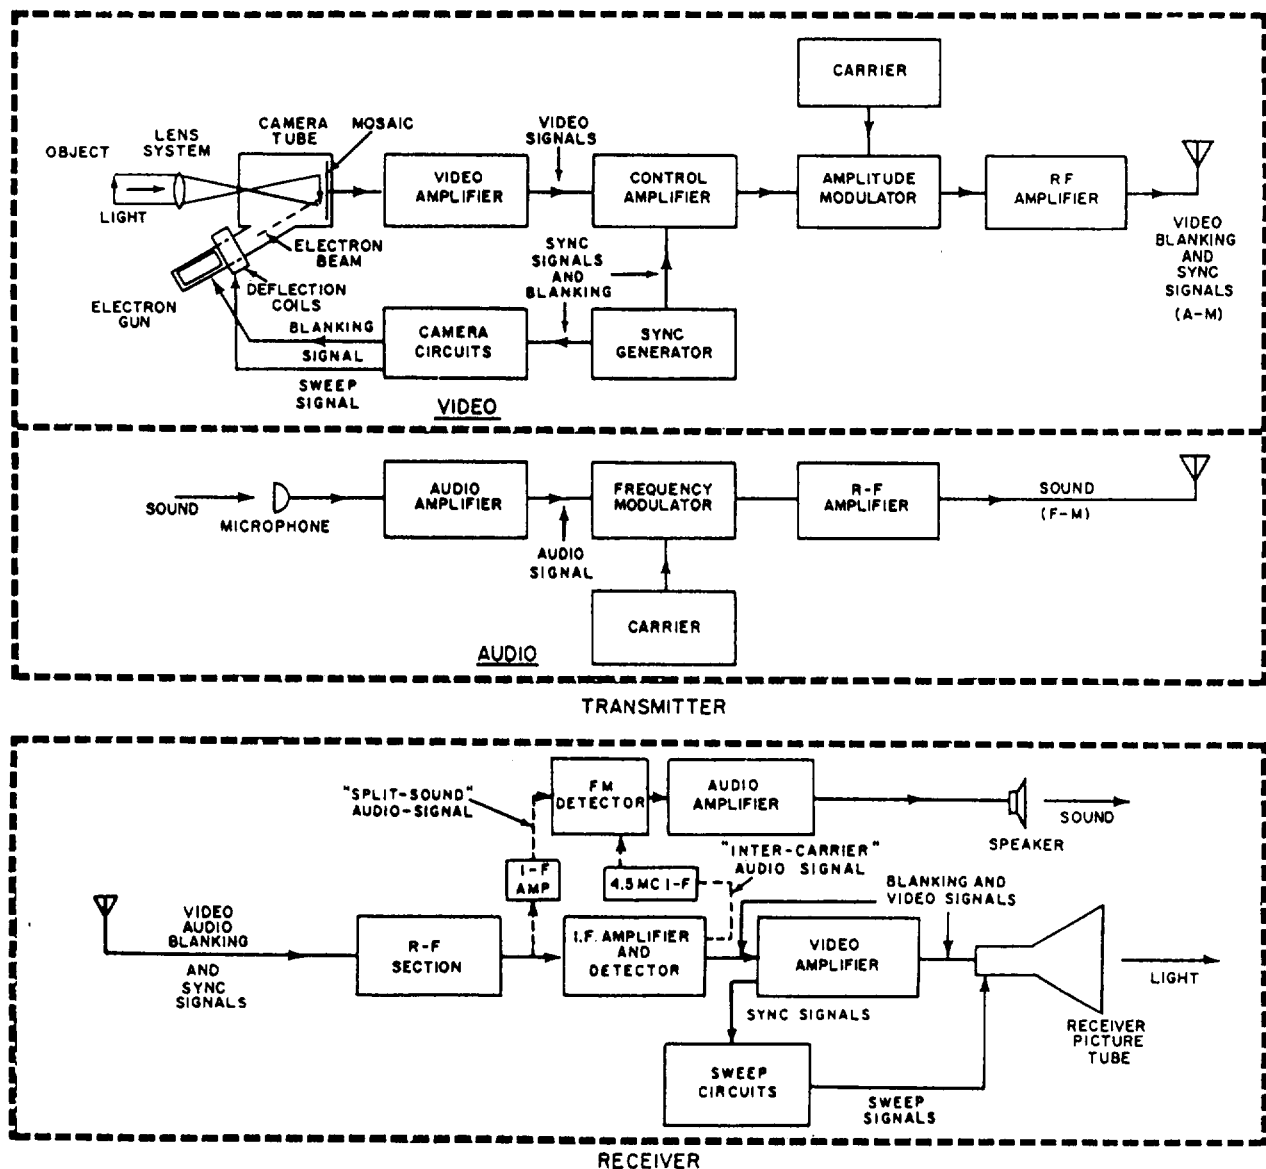 CARRIER
OBJECT
LENS
SYSTEM
CAMERA
TUBE
MOSAIC
VIDEO
SIGNALS
LIGHT
VIDEO
AMPLIFIER
CONTROL
AMPLIFIER
AMPLITUDE
MODULATOR
RF
AMPLIFIER
ELECTRON
BEAM
DEFLECTION
COILS
ELECTRON
GUN
SYNC
SIGNALS
AND
BLANKING
VIDEO
BLANKING
AND
SYNC
SIGNALS
(A-M)
BLANKING
SIGNAL
SWEEP
SIGNAL
CAMERA
CIRCUITS
SYNC
GENERATOR
VIDEO
SOUND
MICROPHONE
AUDIO
AMPLIFIER
AUDIO
SIGNAL
FREQUENCY
MODULATOR
R-F
AMPLIFIER
SOUND
(F-M)
CARRIER
AUDIO
TRANSMITTER
"SPLIT-SOUND"
AUDIO-SIGNAL
FM
DETECTOR
AUDIO
AMPLIFIER
SPEAKER
SOUND
I-F
AMP
4.5 MC I-F
"INTER-CARRIER"
AUDIO SIGNAL
BLANKING AND
VIDEO SIGNALS
VIDEO
AUDIO
BLANKING
AND
SYNC
SIGNALS
R-F
SECTION
I.F. AMPLIFIER
AND
DETECTOR
VIDEO
AMPLIFIER
LIGHT
RECEIVER
PICTURE
TUBE
SYNC SIGNALS
SWEEP
CIRCUITS
SWEEP
SIGNALS
RECEIVER